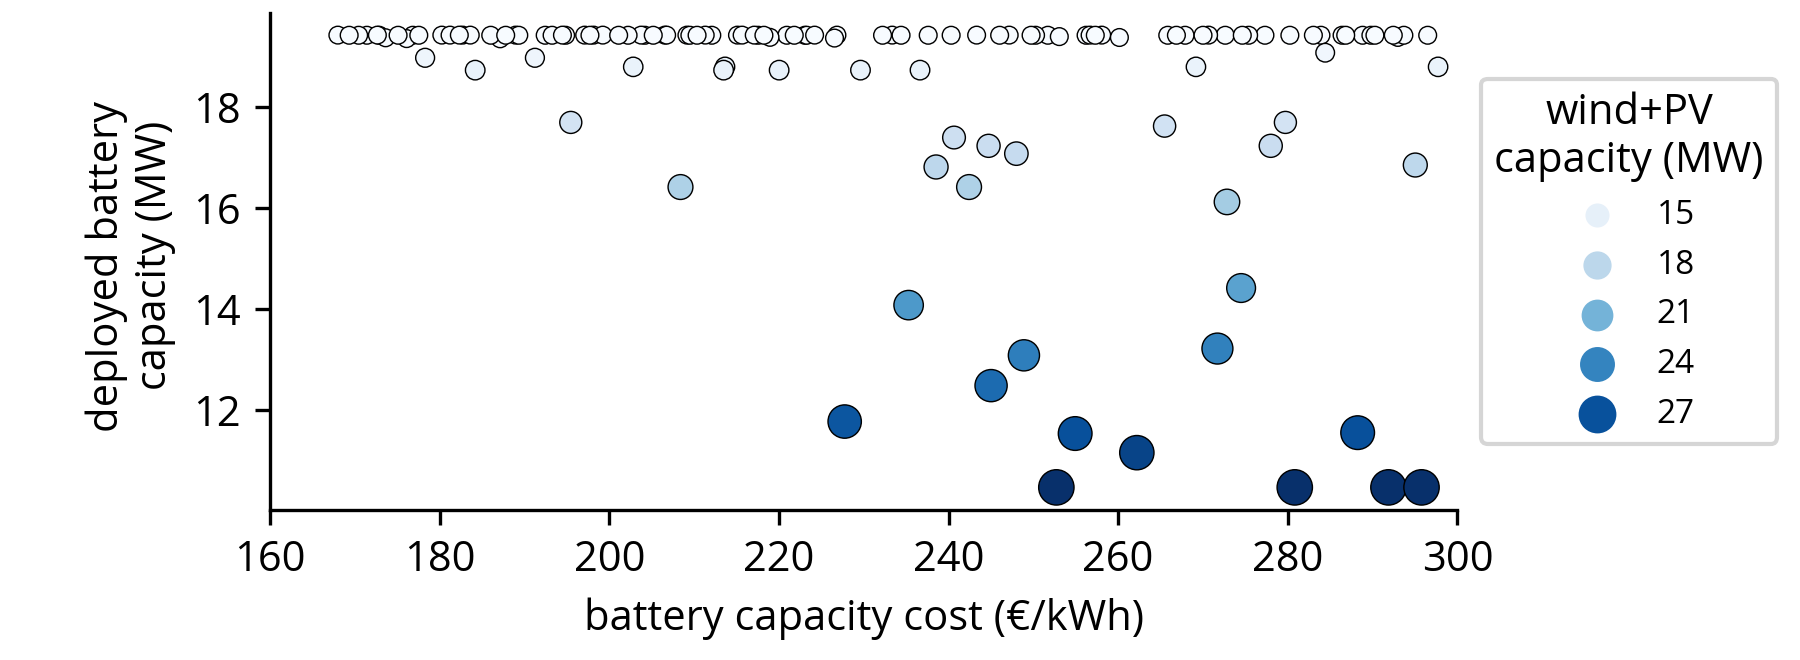 deployed battery
capacity (MW)
18
16
14
12
160 180 200 220 240 260 280 300
battery capacity cost (€/kWh)
wind+PV
capacity (MW)
15
18
21
24
27